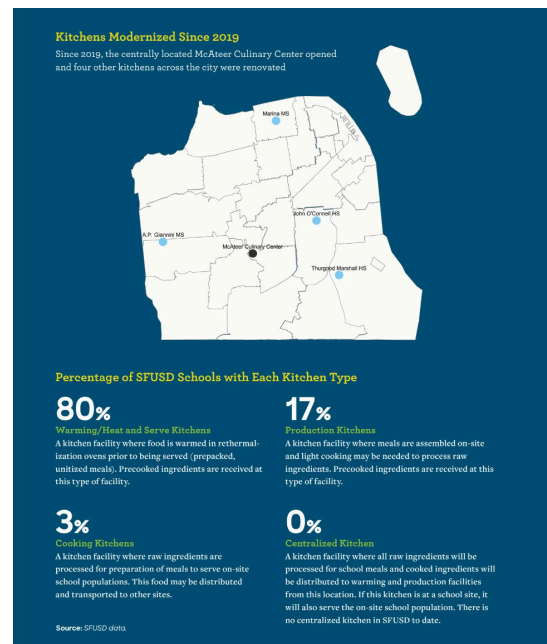 Kitchens Modernized Since 2019
Since 2019, the centrally located McAteer Culinary Center opened
and four other kitchens across the city were renovated
Marina MS
John O'Connell HS
A.P. Giannini MS
McAteer Culinary Center
Thurgood Marshall HS
Percentage of SFUSD Schools with Each Kitchen Type
80%
Warming/Heat and Serve Kitchens
A kitchen facility where food is warmed in rethermal-
ization ovens prior to being served (prepacked,
unitized meals). Precooked ingredients are received at
this type of facility.
17%
Production Kitchens
A kitchen facility where meals are assembled on-site
and light cooking may be needed to process raw
ingredients. Precooked ingredients are received at this
type of facility.
3%
Cooking Kitchens
A kitchen facility where raw ingredients are
processed for preparation of meals to serve on-site
school populations. This food may be distributed
and transported to other sites.
0%
Centralized Kitchen
A kitchen facility where all raw ingredients will be
processed for school meals and cooked ingredients will
be distributed to warming and production facilities
from this location. If this kitchen is at a school site, it
will also serve the on-site school population. There is
no centralized kitchen in SFUSD to date.
Source: SFUSD data.